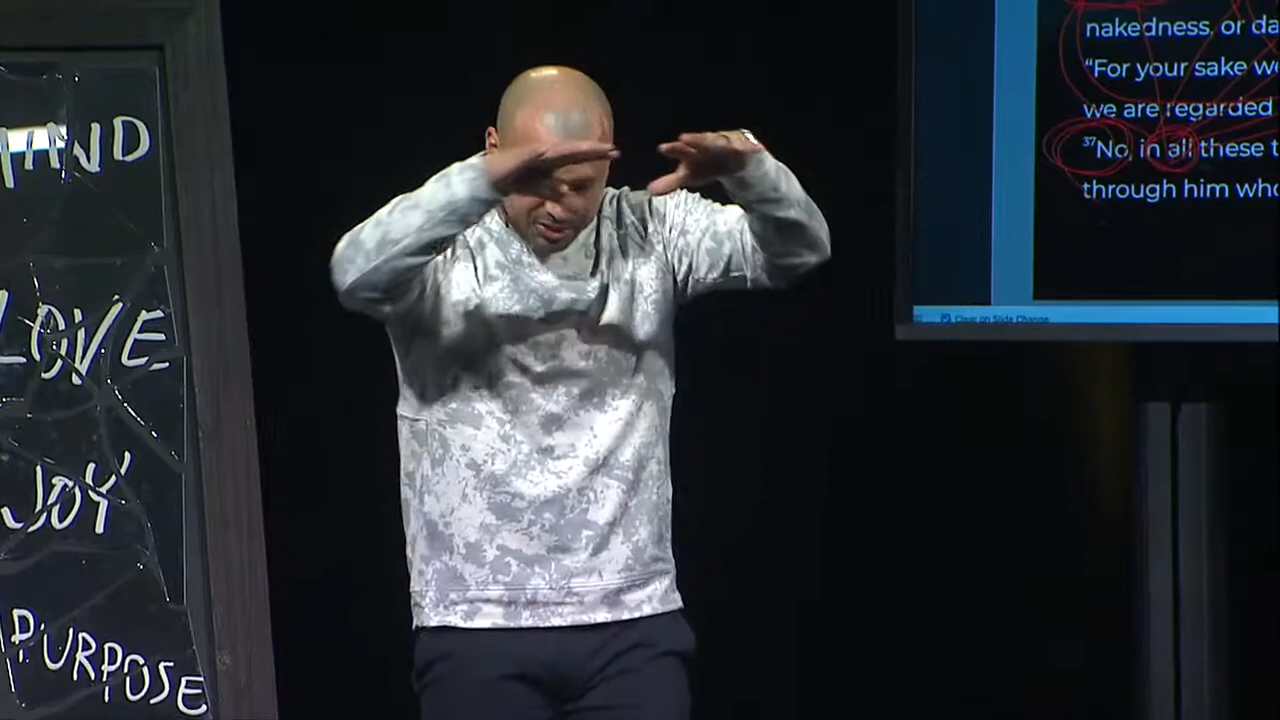 LOVE
JOY
PURPOSE
nakedness, or da
“For your sake we
we are regarded
³⁷No, in all these t
through him who
Clear on Slide Change